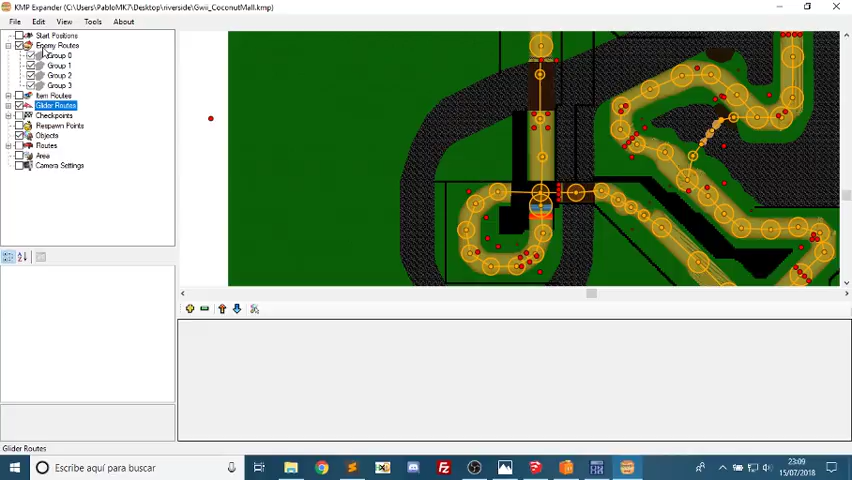 KMP Expander (C:\Users\PabloMK7\Desktop\riverside\Gwii_CoconutMall.kmp)
File Edit View Tools About
Start Positions
Enemy Routes
Group 0
Group 1
Group 2
Group 3
Item Routes
Glider Routes
Checkpoints
Respawn Points
Objects
Routes
Area
Camera Settings
Glider Routes
Escribe aquí para buscar
23:09
15/07/2018